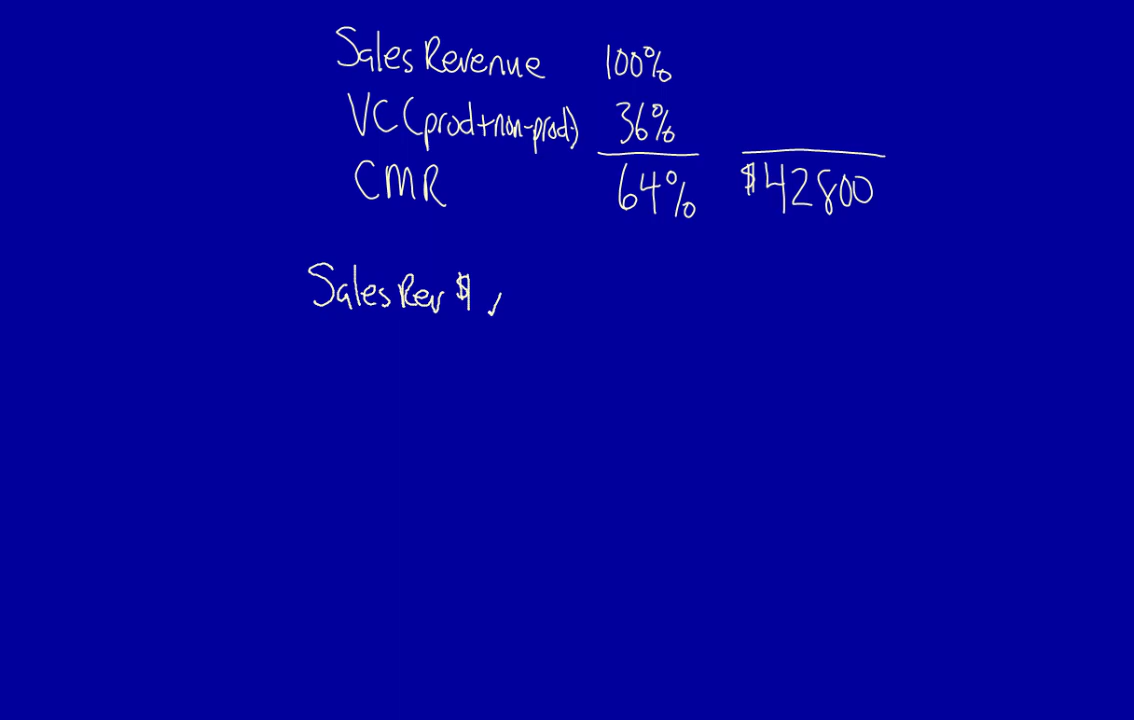 Sales Revenue 100%
VC (prod+non-prod.) 36%
CMR 64% $42800
Sales Rev $